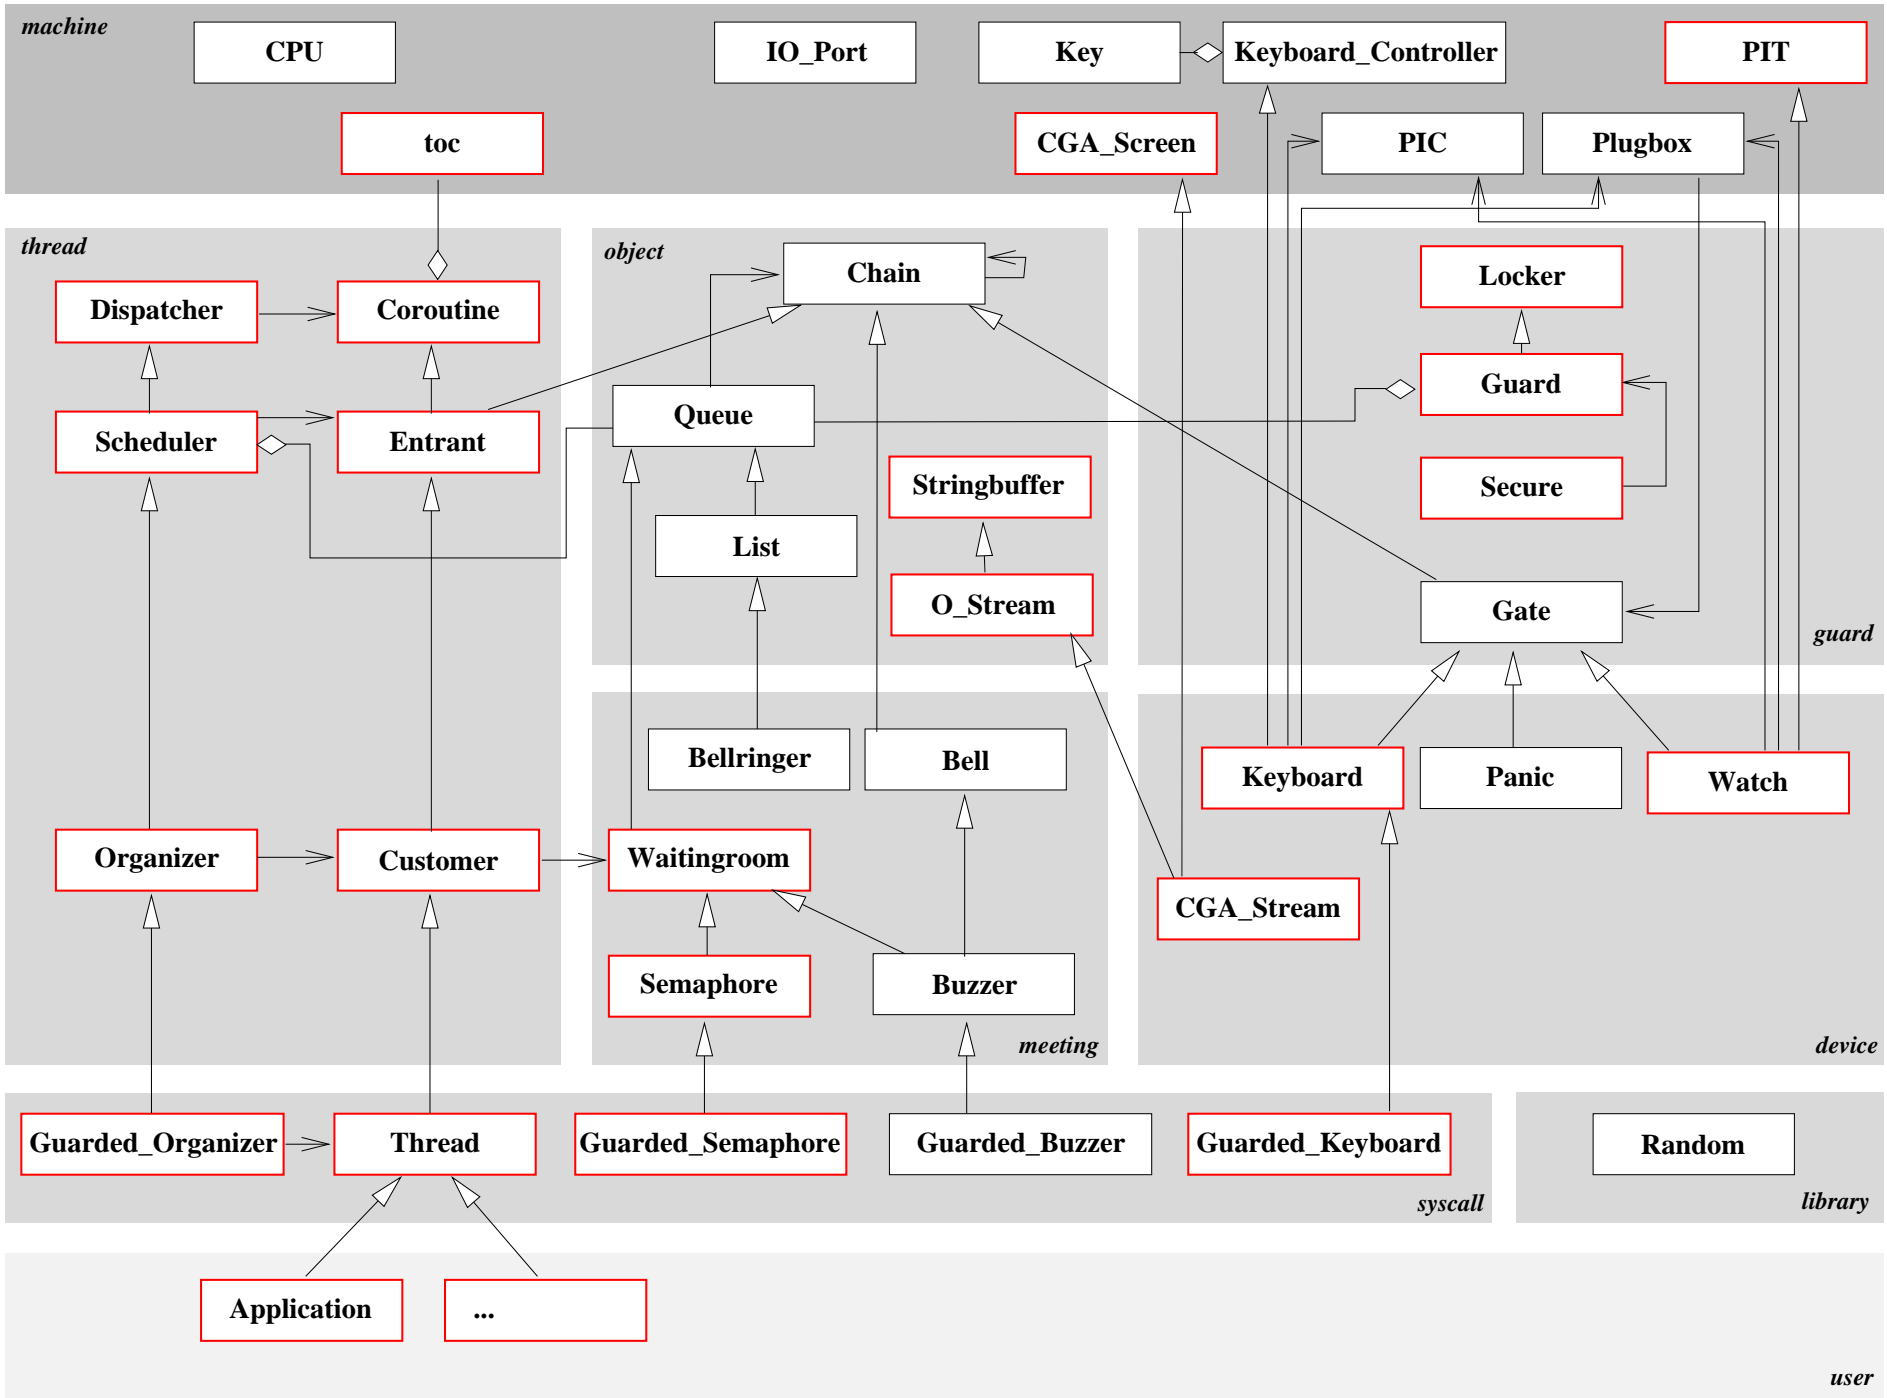 machine
CPU
IO_Port
Key
Keyboard_Controller
PIT
toc
CGA_Screen
PIC
Plugbox
thread
object
Chain
Locker
Dispatcher
Coroutine
Guard
Queue
Scheduler
Entrant
Stringbuffer
Secure
List
O_Stream
Gate
guard
Bellringer
Bell
Keyboard
Panic
Watch
Organizer
Customer
Waitingroom
CGA_Stream
Semaphore
Buzzer
meeting
device
Guarded_Organizer
Thread
Guarded_Semaphore
Guarded_Buzzer
Guarded_Keyboard
Random
syscall
library
Application
...
user